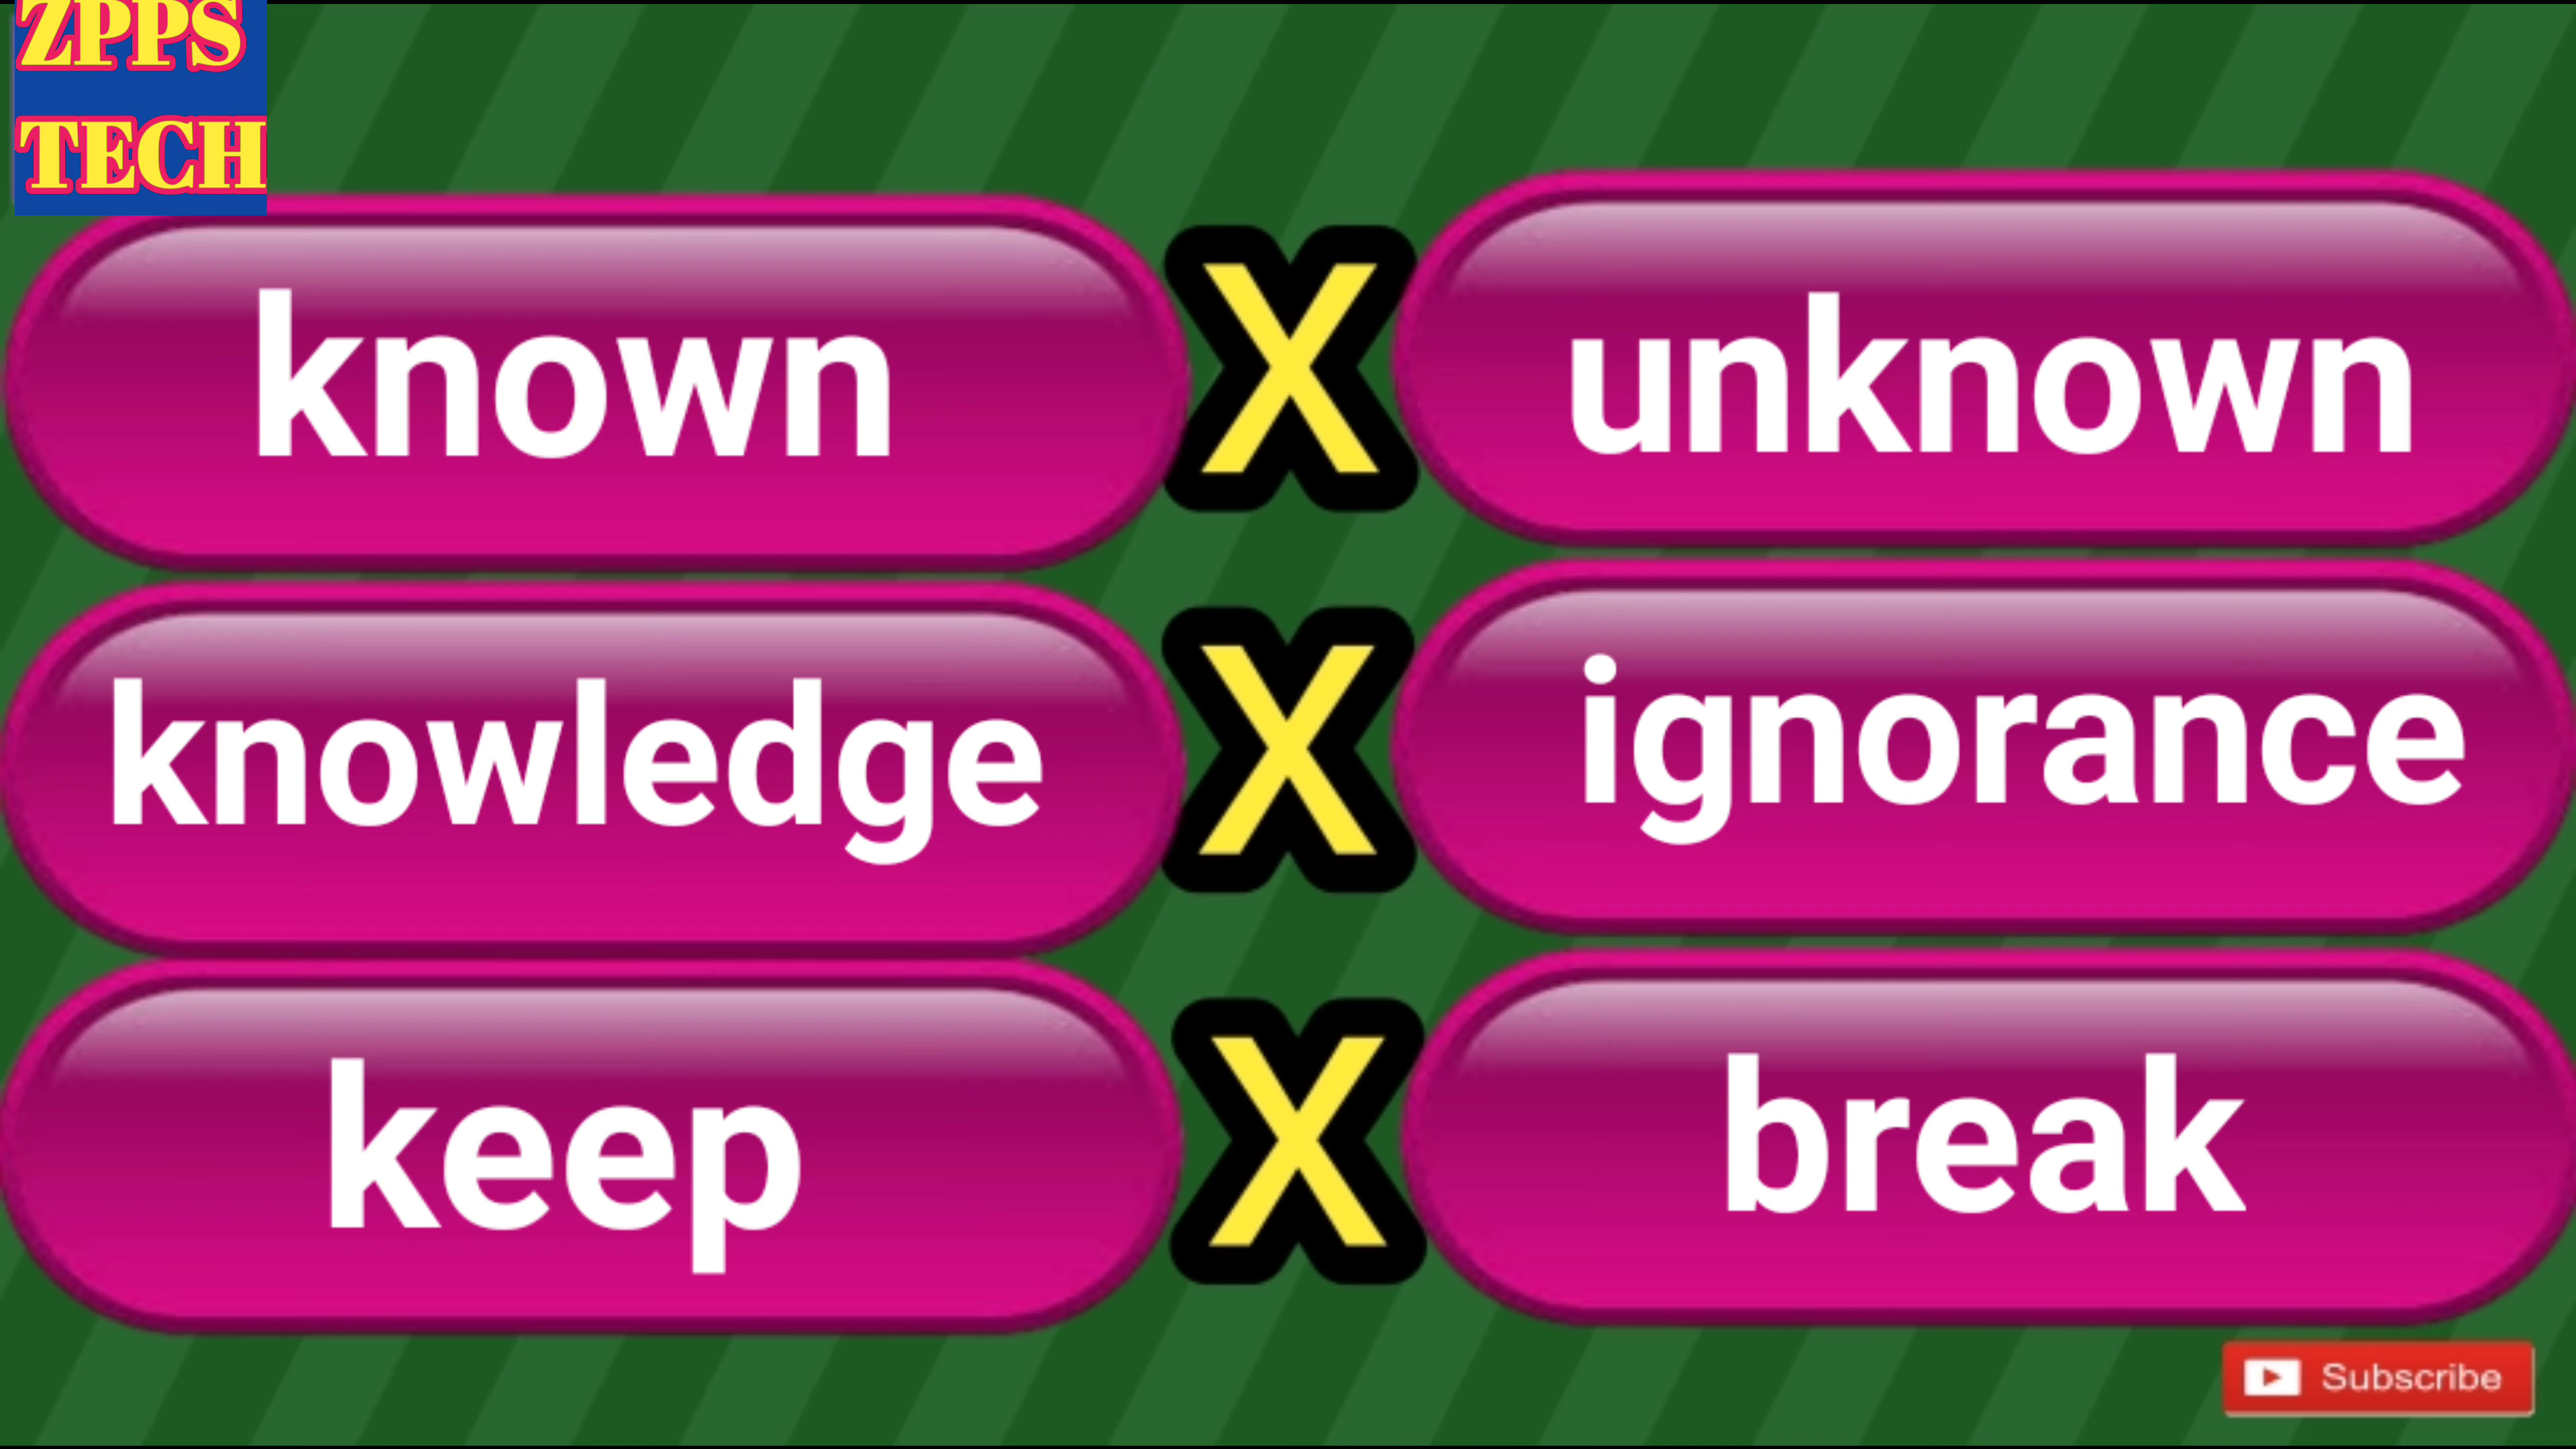 ZPPS
TECH
known X unknown
knowledge X ignorance
keep X break
Subscribe